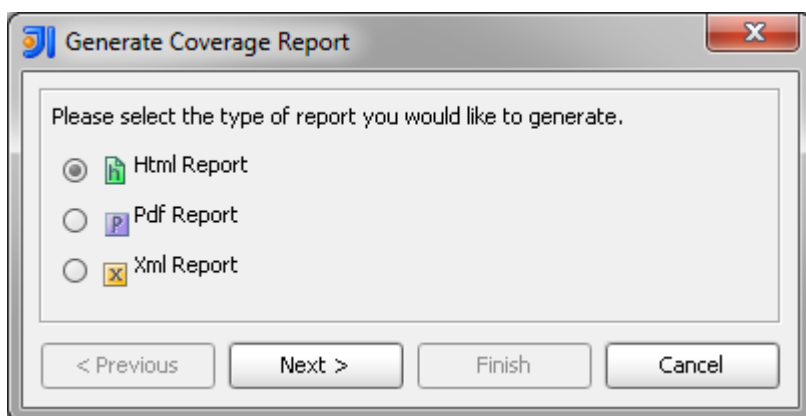 Generate Coverage Report
Please select the type of report you would like to generate.
Html Report
Pdf Report
Xml Report
< Previous Next > Finish Cancel